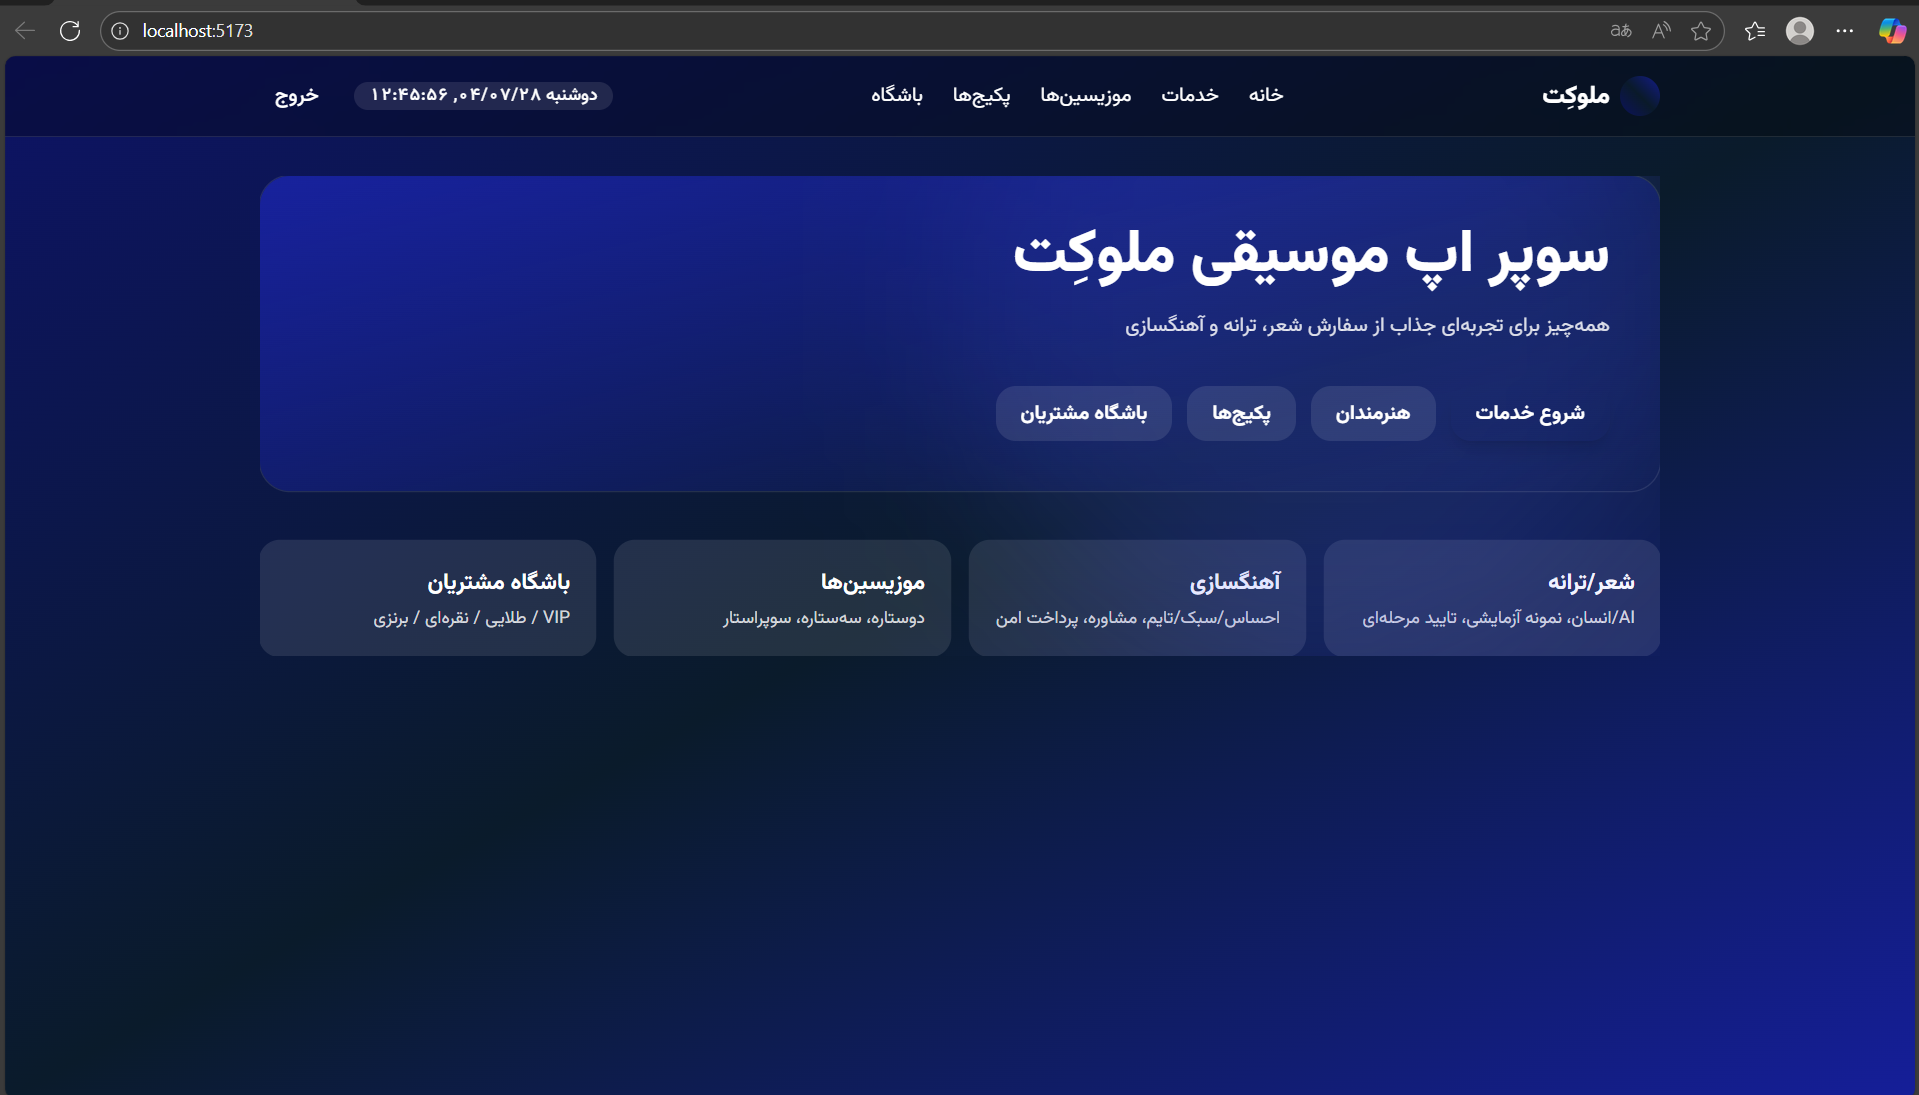 localhost:5173
ملوکِت
خانه
خدمات
موزیسین‌ها
پکیج‌ها
باشگاه
دوشنبه ۰۴/۰۷/۲۸, ۱۲:۴۵:۵۶
خروج
سوپر اپ موسیقی ملوکِت
همه‌چیز برای تجربه‌ای جذاب از سفارش شعر، ترانه و آهنگسازی
شروع خدمات
هنرمندان
پکیج‌ها
باشگاه مشتریان
شعر/ترانه
AI/انسان، نمونه آزمایشی، تایید مرحله‌ای
آهنگسازی
احساس/سبک/تایم، مشاوره، پرداخت امن
موزیسین‌ها
دوستاره، سه‌ستاره، سوپراستار
باشگاه مشتریان
VIP / طلایی / نقره‌ای / برنزی